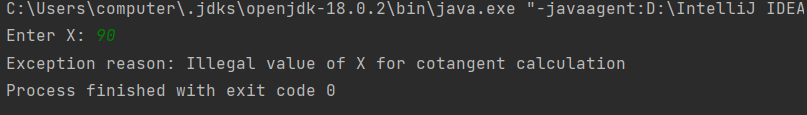 C:\Users\computer\.jdks\openjdk-18.0.2\bin\java.exe "-javaagent:D:\IntelliJ IDEA
Enter X: 90
Exception reason: Illegal value of X for cotangent calculation
Process finished with exit code 0